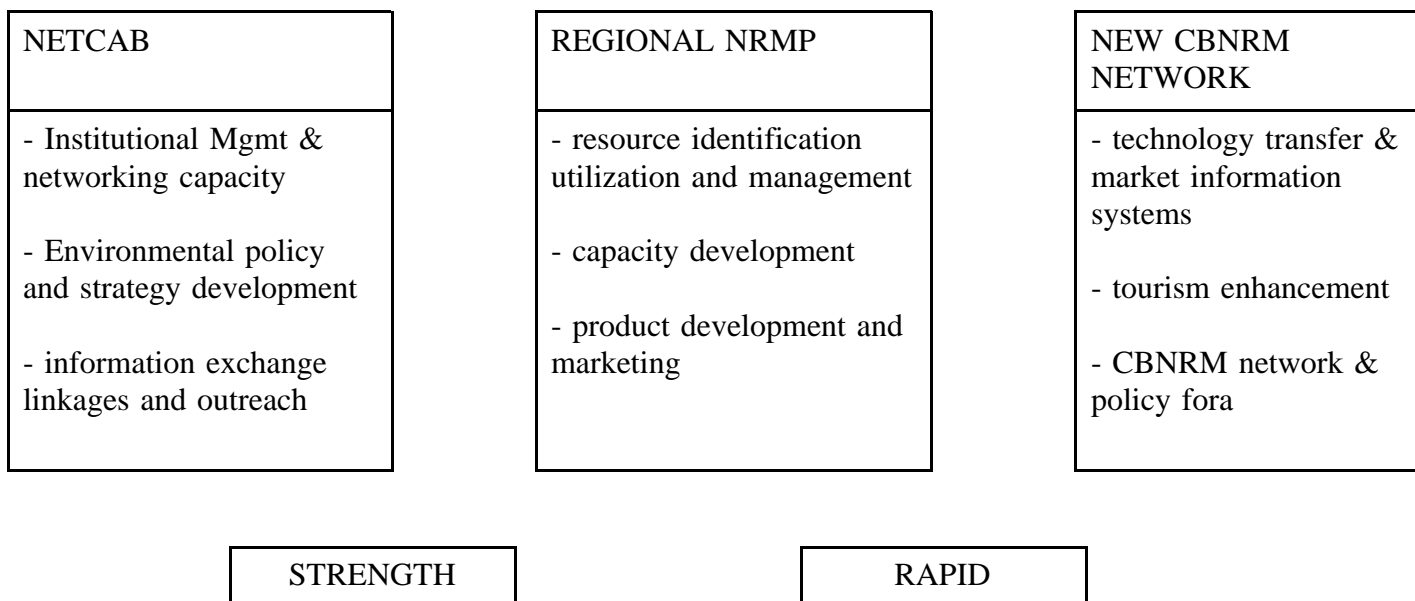 NETCAB
- Institutional Mgmt &
networking capacity
- Environmental policy
and strategy development
- information exchange
linkages and outreach
REGIONAL NRMP
- resource identification
utilization and management
- capacity development
- product development and
marketing
NEW CBNRM
NETWORK
- technology transfer &
market information
systems
- tourism enhancement
- CBNRM network &
policy fora
STRENGTH
RAPID